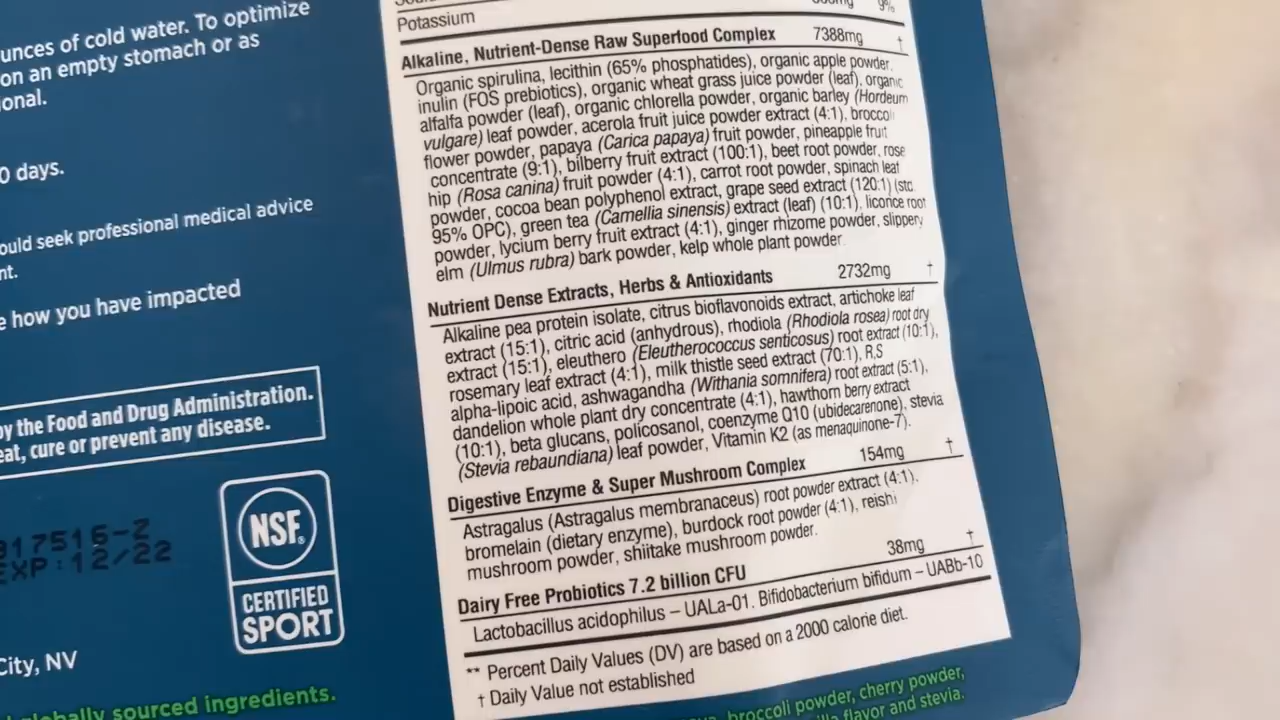 unces of cold water. To optimize
on an empty stomach or as
onal.
0 days.
ould seek professional medical advice
nt.
e how you have impacted
by the Food and Drug Administration.
eat, cure or prevent any disease.
917516-Z
EXP:12/22
NSF®
CERTIFIED
SPORT
City, NV
globally sourced ingredients.
Potassium 9%
Alkaline, Nutrient-Dense Raw Superfood Complex 7388mg †
Organic spirulina, lecithin (65% phosphatides), organic apple powder,
inulin (FOS prebiotics), organic wheat grass juice powder (leaf), organic
alfalfa powder (leaf), organic chlorella powder, organic barley (Hordeum
vulgare) leaf powder, acerola fruit juice powder extract (4:1), broccoli
flower powder, papaya (Carica papaya) fruit powder, pineapple fruit
concentrate (9:1), bilberry fruit extract (100:1), beet root powder, rose
hip (Rosa canina) fruit powder (4:1), carrot root powder, spinach leaf
powder, cocoa bean polyphenol extract, grape seed extract (120:1) (std.
95% OPC), green tea (Camellia sinensis) extract (leaf) (10:1), licorice root
powder, lycium berry fruit extract (4:1), ginger rhizome powder, slippery
elm (Ulmus rubra) bark powder, kelp whole plant powder
Nutrient Dense Extracts, Herbs & Antioxidants 2732mg †
Alkaline pea protein isolate, citrus bioflavonoids extract, artichoke leaf
extract (15:1), citric acid (anhydrous), rhodiola (Rhodiola rosea) root dry
extract (15:1), eleuthero (Eleutherococcus senticosus) root extract (10:1),
rosemary leaf extract (4:1), milk thistle seed extract (70:1), R,S
alpha-lipoic acid, ashwagandha (Withania somnifera) root extract (5:1),
dandelion whole plant dry concentrate (4:1), hawthorn berry extract
(10:1), beta glucans, policosanol, coenzyme Q10 (ubidecarenone), stevia
(Stevia rebaudiana) leaf powder, Vitamin K2 (as menaquinone-7).
Digestive Enzyme & Super Mushroom Complex 154mg †
Astragalus (Astragalus membranaceus) root powder extract (4:1),
bromelain (dietary enzyme), burdock root powder (4:1), reishi
mushroom powder, shiitake mushroom powder.
Dairy Free Probiotics 7.2 billion CFU 38mg †
Lactobacillus acidophilus – UALa-01. Bifidobacterium bifidum – UABb-10
** Percent Daily Values (DV) are based on a 2000 calorie diet.
† Daily Value not established
broccoli powder, cherry powder,
flavor and stevia.